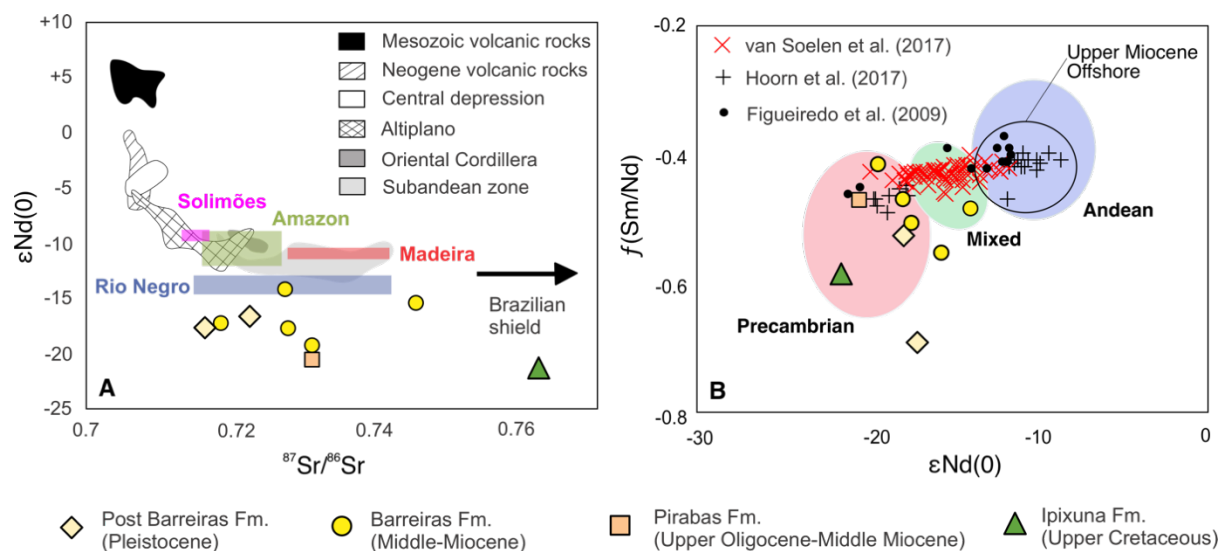 +10
+5
0
-5
-10
-15
-20
-25
εNd(0)
0.7
0.72
0.74
0.76
⁸⁷Sr/⁸⁶Sr
Mesozoic volcanic rocks
Neogene volcanic rocks
Central depression
Altiplano
Oriental Cordillera
Subandean zone
Solimões
Amazon
Madeira
Rio Negro
Brazilian
shield
A
-0.2
-0.4
-0.6
-0.8
f(Sm/Nd)
-30
-20
-10
0
εNd(0)
van Soelen et al. (2017)
Hoorn et al. (2017)
Figueiredo et al. (2009)
Upper Miocene
Offshore
Andean
Mixed
Precambrian
B
Post Barreiras Fm.
(Pleistocene)
Barreiras Fm.
(Middle-Miocene)
Pirabas Fm.
(Upper Oligocene-Middle Miocene)
Ipixuna Fm.
(Upper Cretaceous)